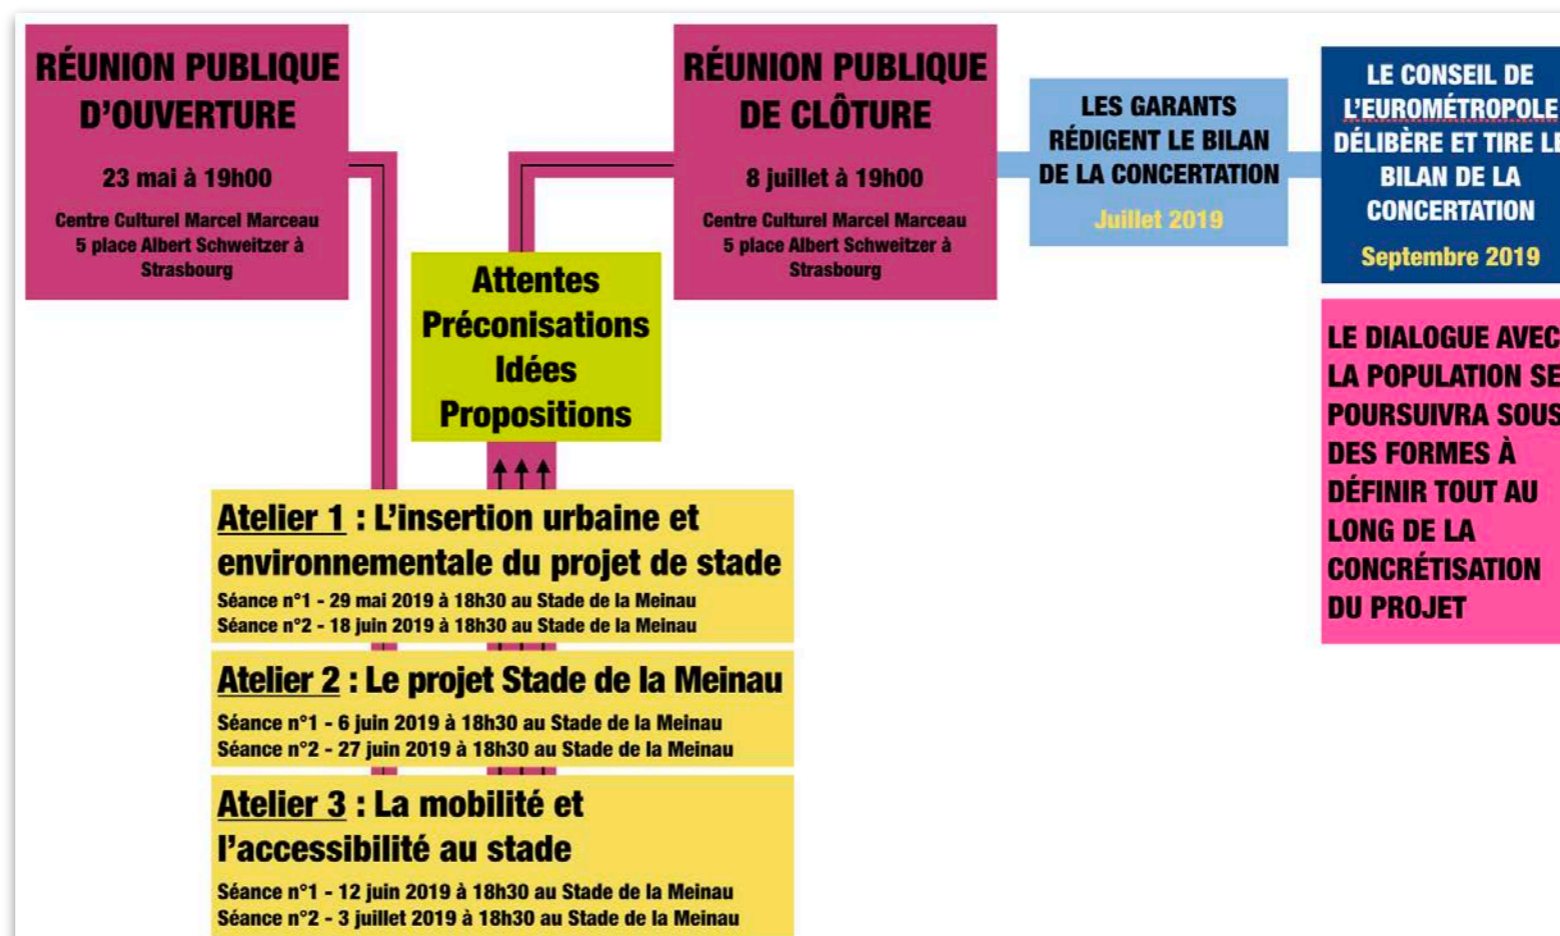 RÉUNION PUBLIQUE
D'OUVERTURE
23 mai à 19h00
Centre Culturel Marcel Marceau
5 place Albert Schweitzer à
Strasbourg
Attentes
Préconisations
Idées
Propositions
RÉUNION PUBLIQUE
DE CLÔTURE
8 juillet à 19h00
Centre Culturel Marcel Marceau
5 place Albert Schweitzer à
Strasbourg
LES GARANTS
RÉDIGENT LE BILAN
DE LA CONCERTATION
Juillet 2019
LE CONSEIL DE
L'EUROMÉTROPOLE
DÉLIBÈRE ET TIRE LE
BILAN DE LA
CONCERTATION
Septembre 2019
LE DIALOGUE AVEC
LA POPULATION SE
POURSUIVRA SOUS
DES FORMES À
DÉFINIR TOUT AU
LONG DE LA
CONCRÉTISATION
DU PROJET
Atelier 1 : L'insertion urbaine et
environnementale du projet de stade
Séance n°1 - 29 mai 2019 à 18h30 au Stade de la Meinau
Séance n°2 - 18 juin 2019 à 18h30 au Stade de la Meinau
Atelier 2 : Le projet Stade de la Meinau
Séance n°1 - 6 juin 2019 à 18h30 au Stade de la Meinau
Séance n°2 - 27 juin 2019 à 18h30 au Stade de la Meinau
Atelier 3 : La mobilité et
l'accessibilité au stade
Séance n°1 - 12 juin 2019 à 18h30 au Stade de la Meinau
Séance n°2 - 3 juillet 2019 à 18h30 au Stade de la Meinau